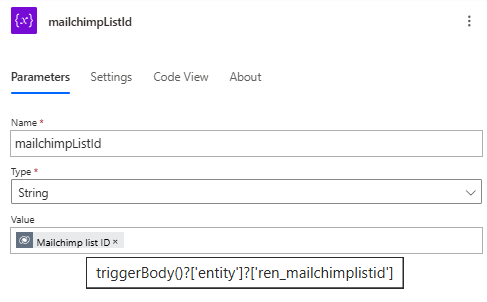 {x} mailchimpListId
Parameters Settings Code View About
Name *
mailchimpListId
Type *
String
Value
Mailchimp list ID ×
triggerBody()?['entity']?['ren_mailchimplistid']